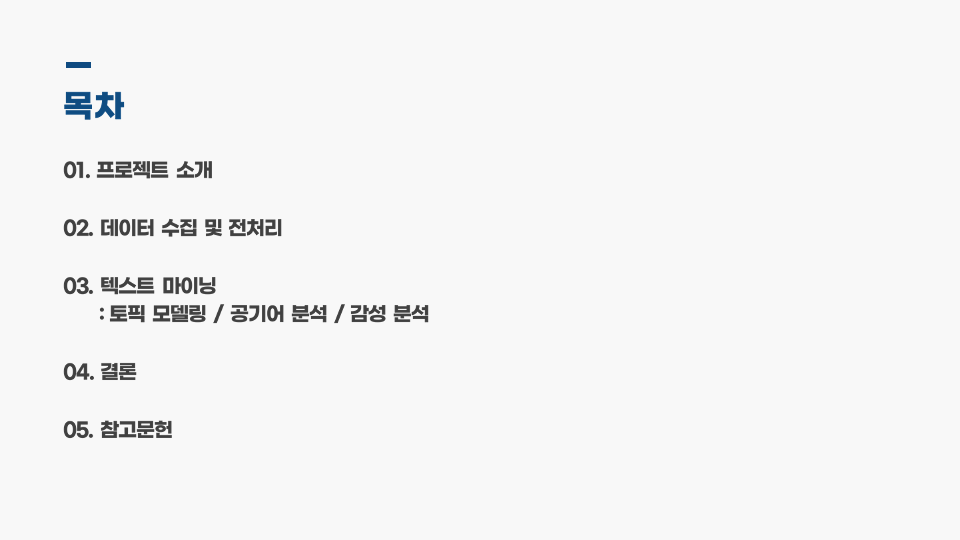 목차
01. 프로젝트 소개
02. 데이터 수집 및 전처리
03. 텍스트 마이닝
: 토픽 모델링 / 공기어 분석 / 감성 분석
04. 결론
05. 참고문헌